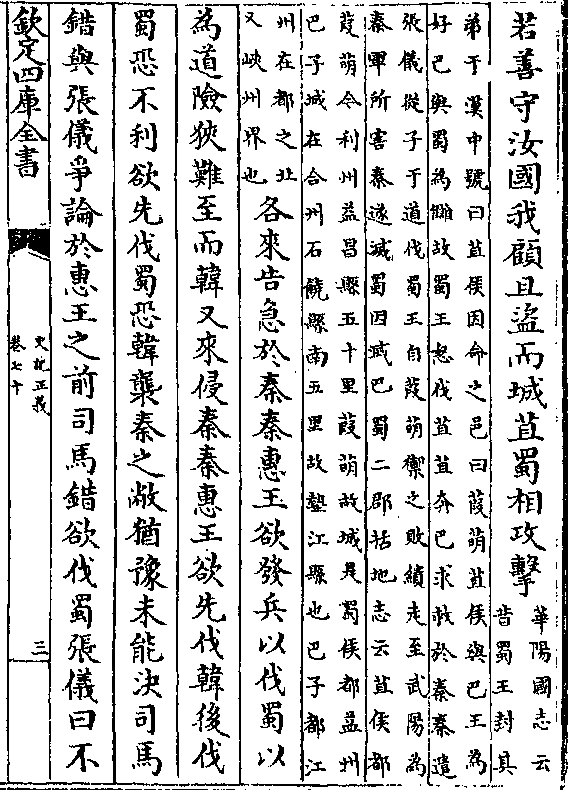 若善守汝國我顧且盜而城苴蜀相攻擊
華陽國志云
昔蜀王封其
弟于漢中號曰苴侯因命之邑曰葭萌苴侯與巴王為
好巴與蜀為讎故蜀王怒伐苴苴奔巴求救於秦秦遣
張儀從子午道伐蜀王自葭萌禦之敗績走至武陽為
秦軍所害秦遂滅蜀因滅巴蜀二郡括地志云苴侯都
葭萌今利州益昌縣五十里葭萌故城是蜀侯都益州
巴子城在合州石鏡縣南五里故墊江縣也巴子都江
州在都之北
又峽州界也
各來告急於秦秦惠王欲發兵以伐蜀以
為道險狹難至而韓又來侵秦秦惠王欲先伐韓後伐
蜀恐不利欲先伐蜀恐韓襲秦之敝猶豫未能決司馬
錯與張儀爭論於惠王之前司馬錯欲伐蜀張儀曰不
欽定四庫全書
史記正義
卷七十
三